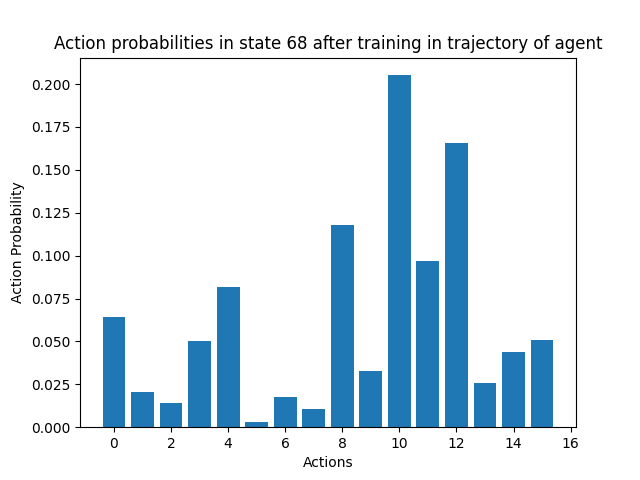 Action probabilities in state 68 after training in trajectory of agent
0.200
0.175
0.150
0.125
0.100
0.075
0.050
0.025
0.000
Action Probability
0 2 4 6 8 10 12 14 16
Actions